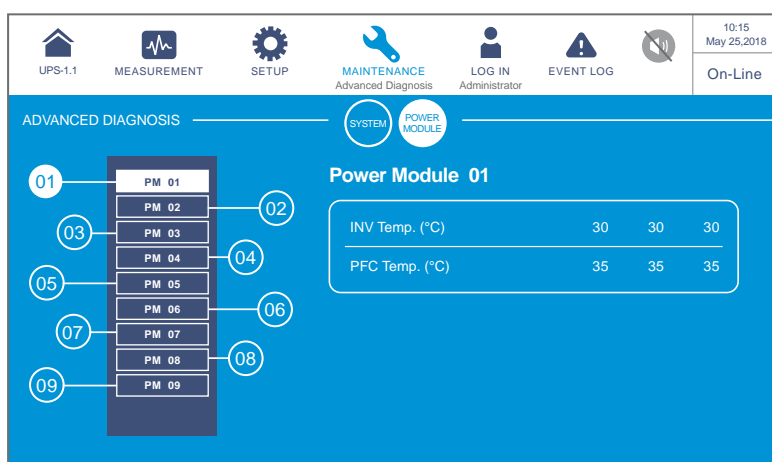 UPS-1.1
MEASUREMENT
SETUP
MAINTENANCE
Advanced Diagnosis
LOG IN
Administrator
EVENT LOG
10:15
May 25,2018
On-Line
ADVANCED DIAGNOSIS
SYSTEM
POWER
MODULE
01
PM 01
PM 02
02
03
PM 03
PM 04
04
05
PM 05
PM 06
06
07
PM 07
PM 08
08
09
PM 09
Power Module 01
INV Temp. (°C) 30 30 30
PFC Temp. (°C) 35 35 35